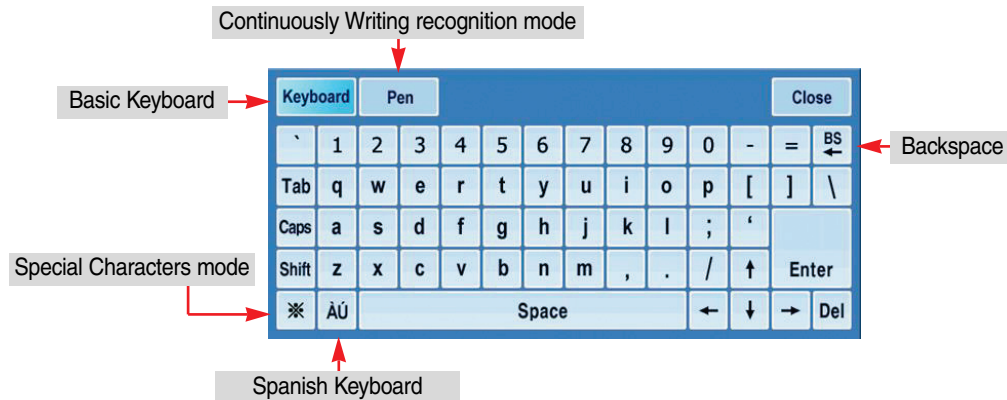 Continuously Writing recognition mode
Basic Keyboard
Keyboard Pen Close
` 1 2 3 4 5 6 7 8 9 0 - = BS ←
Backspace
Tab q w e r t y u i o p [ ] \
Caps a s d f g h j k l ; ‘
Special Characters mode
Shift z x c v b n m , . / ↑ Enter
※ ÀÚ Space ← ↓ → Del
Spanish Keyboard